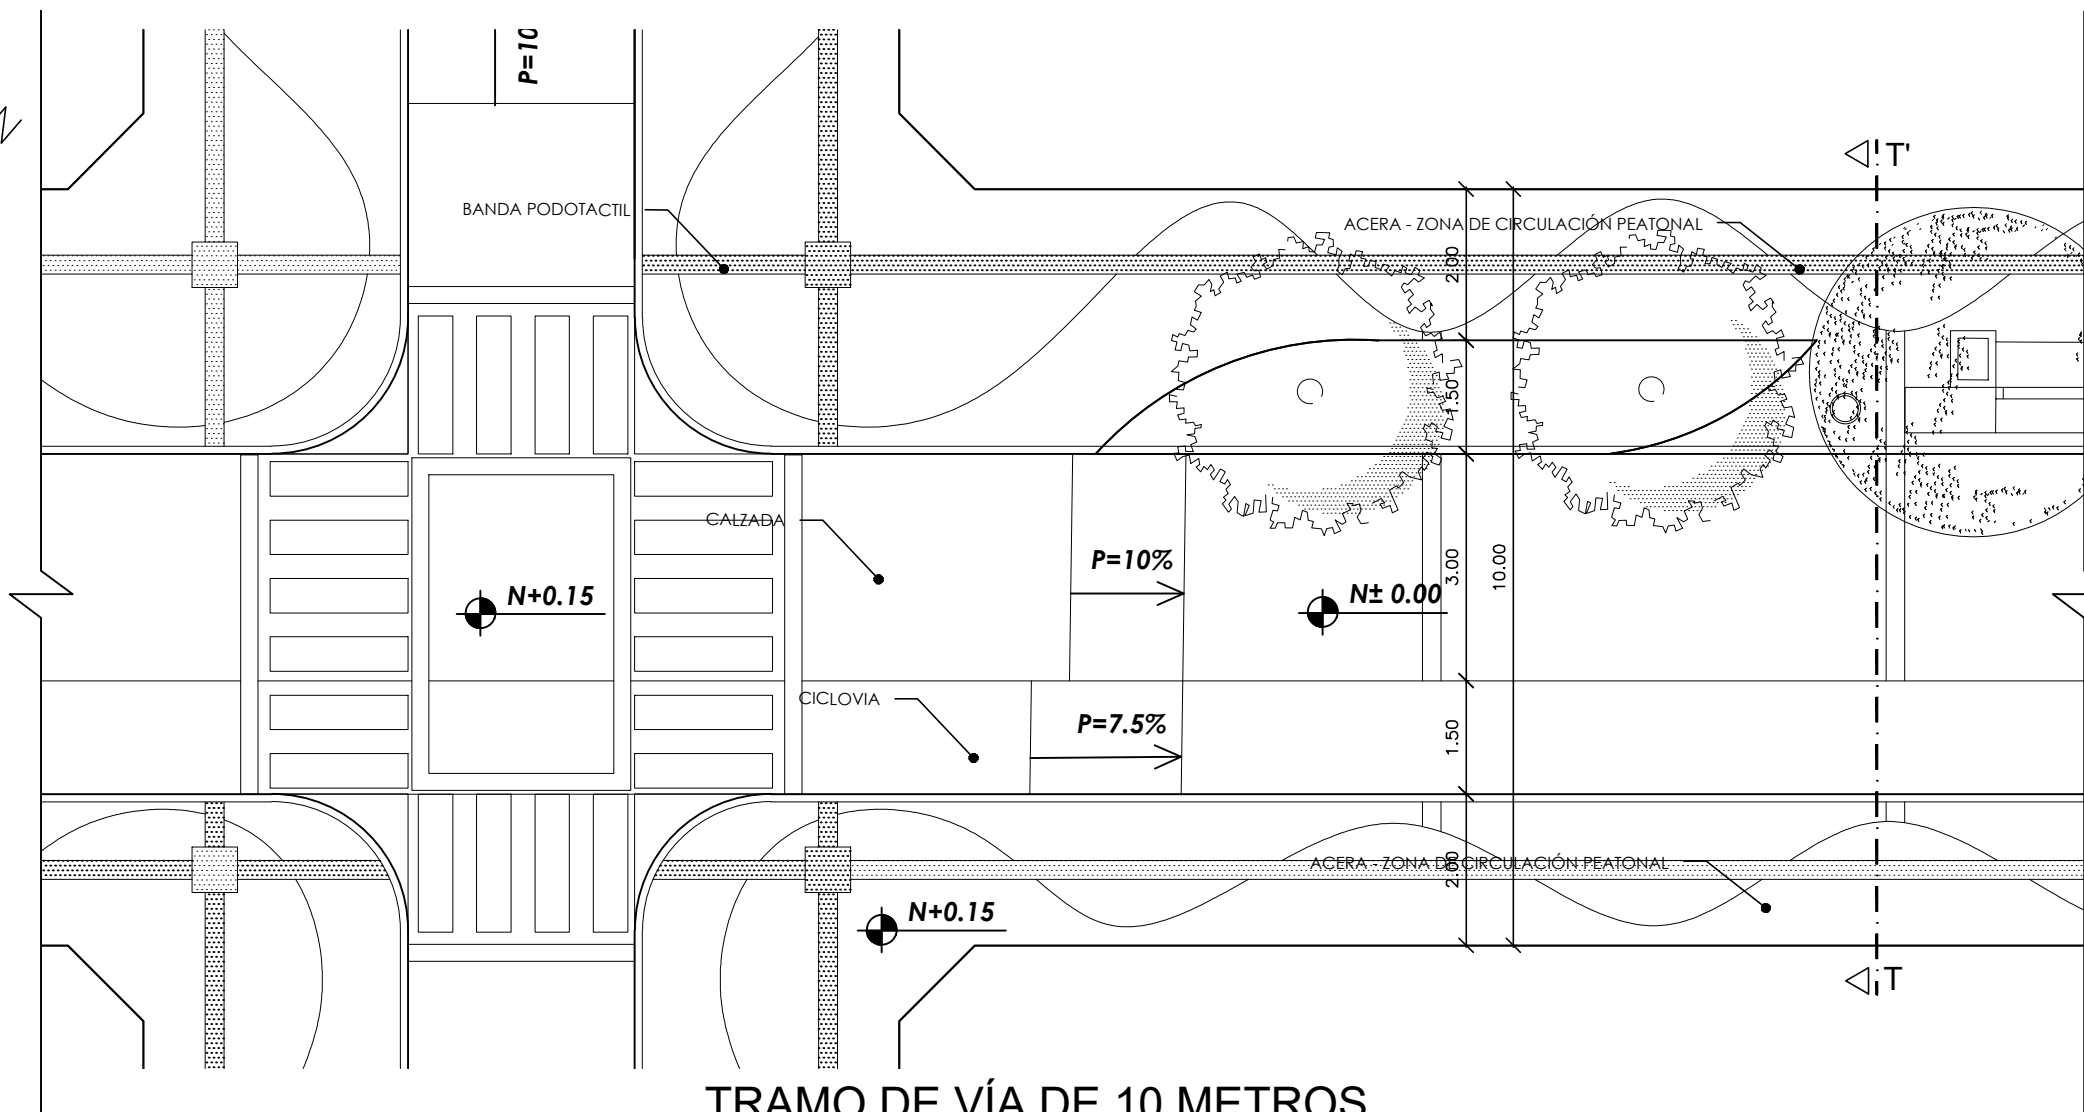 P=10
T'
BANDA PODOTACTIL
ACERA - ZONA DE CIRCULACIÓN PEATONAL
2.00
1.50
CALZADA
P=10%
3.00
10.00
N+0.15
N± 0.00
CICLOVIA
P=7.5%
1.50
ACERA - ZONA DE CIRCULACIÓN PEATONAL
2.00
N+0.15
T
TRAMO DE VÍA DE 10 METROS